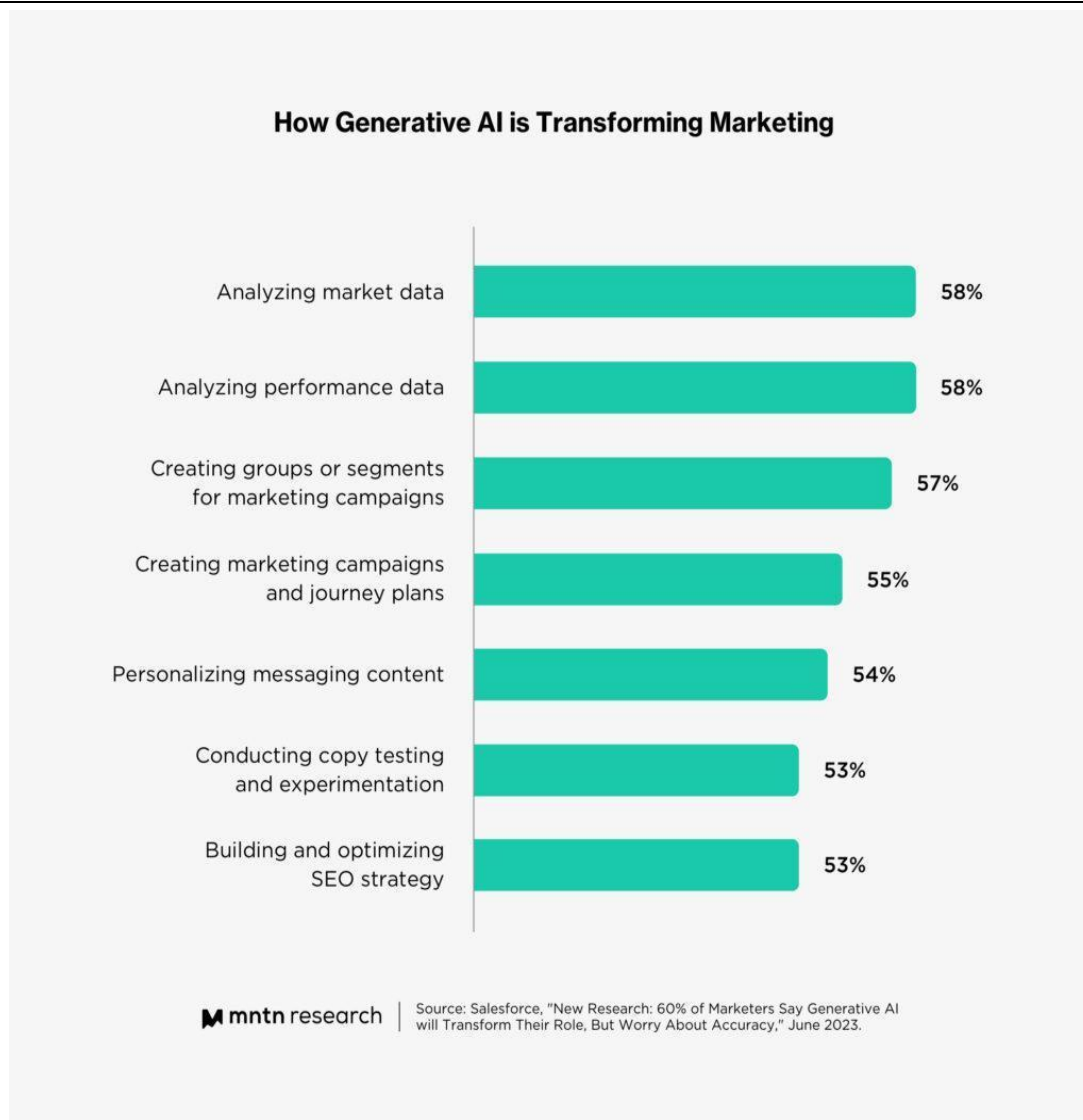 How Generative AI is Transforming Marketing
Analyzing market data
58%
Analyzing performance data
58%
Creating groups or segments
for marketing campaigns
57%
Creating marketing campaigns
and journey plans
55%
Personalizing messaging content
54%
Conducting copy testing
and experimentation
53%
Building and optimizing
SEO strategy
53%
mntn research
Source: Salesforce, "New Research: 60% of Marketers Say Generative AI
will Transform Their Role, But Worry About Accuracy," June 2023.